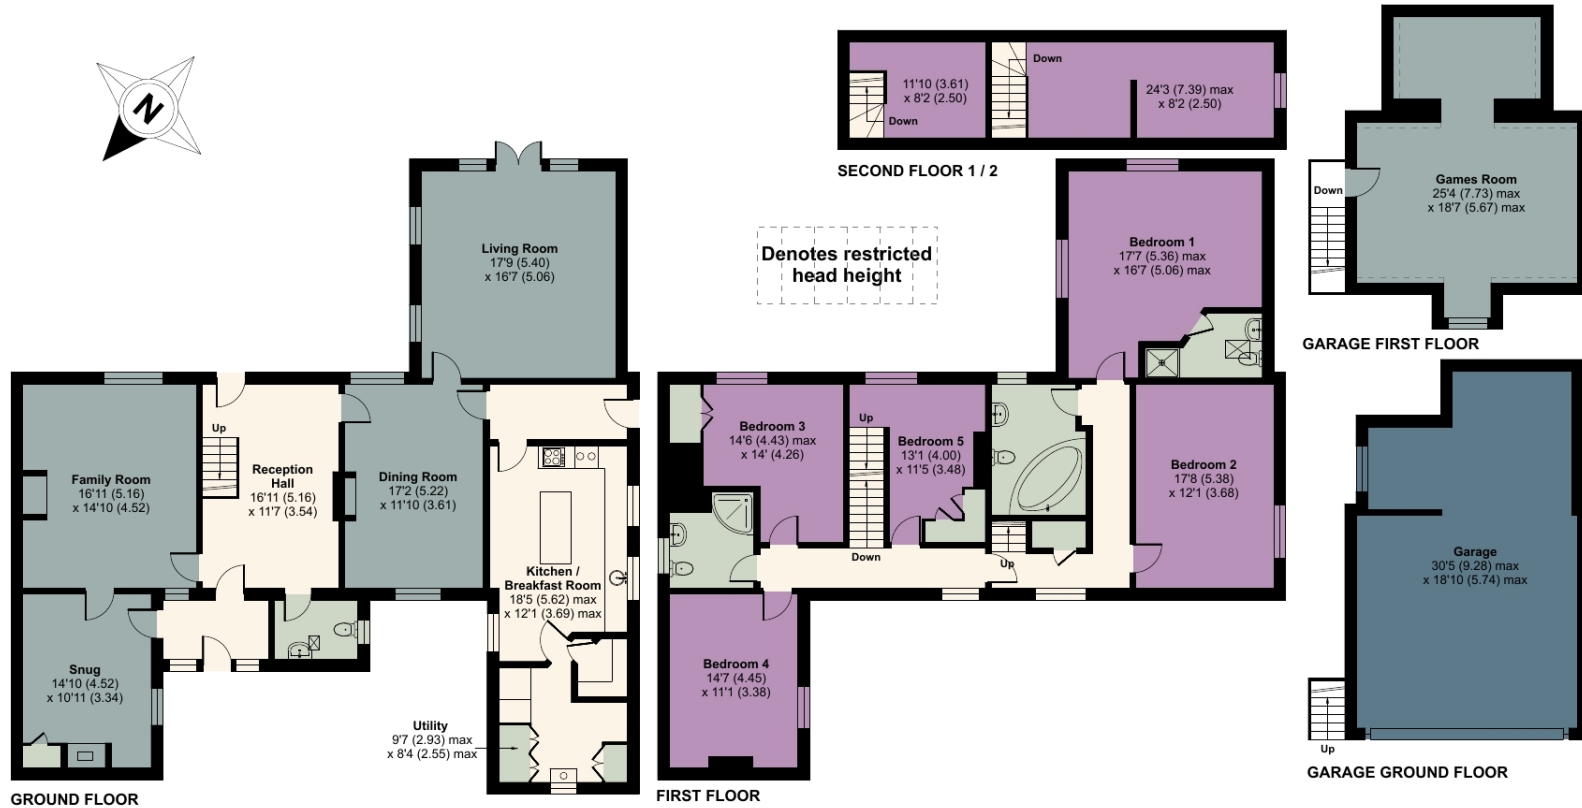 N
Living Room
17'9 (5.40)
x 16'7 (5.06)
Family Room
16'11 (5.16)
x 14'10 (4.52)
Up
Reception
Hall
16'11 (5.16)
x 11'7 (3.54)
Dining Room
17'2 (5.22)
x 11'10 (3.61)
Kitchen /
Breakfast Room
18'5 (5.62) max
x 12'1 (3.69) max
Snug
14'10 (4.52)
x 10'11 (3.34)
Utility
9'7 (2.93) max
x 8'4 (2.55) max
GROUND FLOOR
11'10 (3.61)
x 8'2 (2.50)
Down
Down
24'3 (7.39) max
x 8'2 (2.50)
SECOND FLOOR 1 / 2
Denotes restricted
head height
Bedroom 1
17'7 (5.36) max
x 16'7 (5.06) max
Bedroom 3
14'6 (4.43) max
x 14' (4.26)
Up
Bedroom 5
13'1 (4.00)
x 11'5 (3.48)
Bedroom 2
17'8 (5.38)
x 12'1 (3.68)
Down
Up
Bedroom 4
14'7 (4.45)
x 11'1 (3.38)
FIRST FLOOR
Games Room
25'4 (7.73) max
x 18'7 (5.67) max
Down
GARAGE FIRST FLOOR
Garage
30'5 (9.28) max
x 18'10 (5.74) max
Up
GARAGE GROUND FLOOR